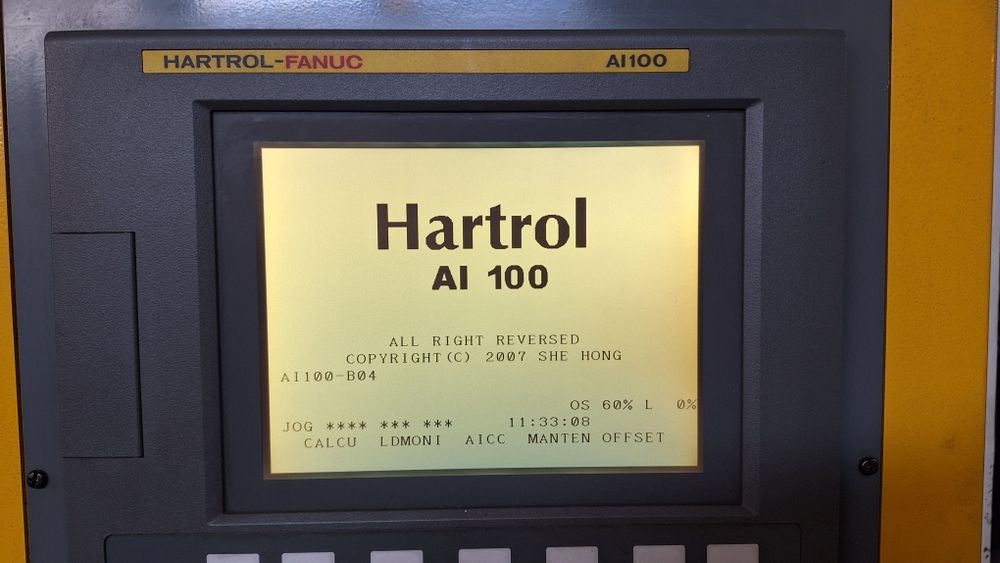 HARTROL-FANUC AI100
Hartrol
AI 100
ALL RIGHT REVERSED
COPYRIGHT(C) 2007 SHE HONG
AI100-B04
OS 60% L 0%
JOG **** *** *** 11:33:08
CALCU LDMONI AICC MANTEN OFFSET